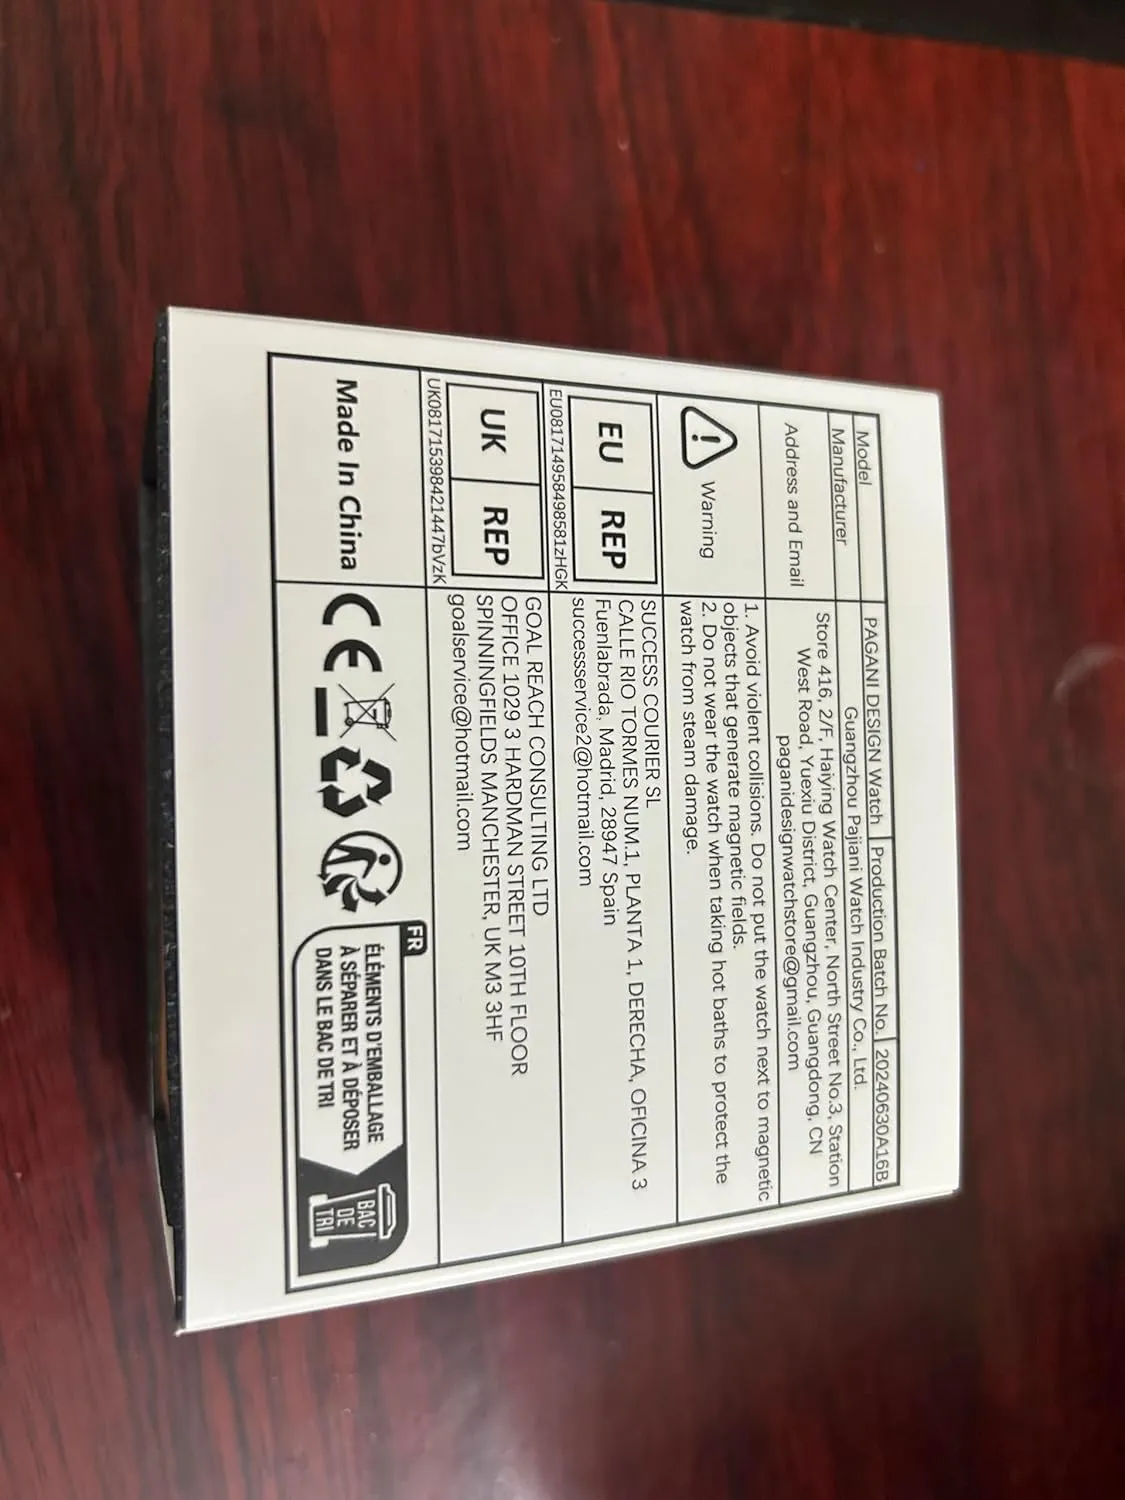 Model
PAGANI DESIGN Watch
Production Batch No.
20240630A16B
Manufacturer
Guangzhou Pajiani Watch Industry Co., Ltd.
Address and Email
Store 416, 2/F, Haiying Watch Center, North Street No.3, Station
West Road, Yuexiu District, Guangzhou, Guangdong, CN
paganidesignwatchstore@gmail.com
Warning
1. Avoid violent collisions. Do not put the watch next to magnetic
objects that generate magnetic fields.
2. Do not wear the watch when taking hot baths to protect the
watch from steam damage.
EU REP
EU08171495849858​1zHGK
SUCCESS COURIER SL
CALLE RIO TORMES NUM.1, PLANTA 1, DERECHA, OFICINA 3
Fuenlabrada, Madrid, 28947 Spain
successservice2@hotmail.com
UK REP
UK08171539842144​7bVzK
GOAL REACH CONSULTING LTD
OFFICE 1029 3 HARDMAN STREET 10TH FLOOR
SPINNINGFIELDS MANCHESTER, UK M3 3HF
goalservice@hotmail.com
Made In China
CE
FR
ÉLÉMENTS D'EMBALLAGE
À SÉPARER ET À DÉPOSER
DANS LE BAC DE TRI
BAC
DE
TRI